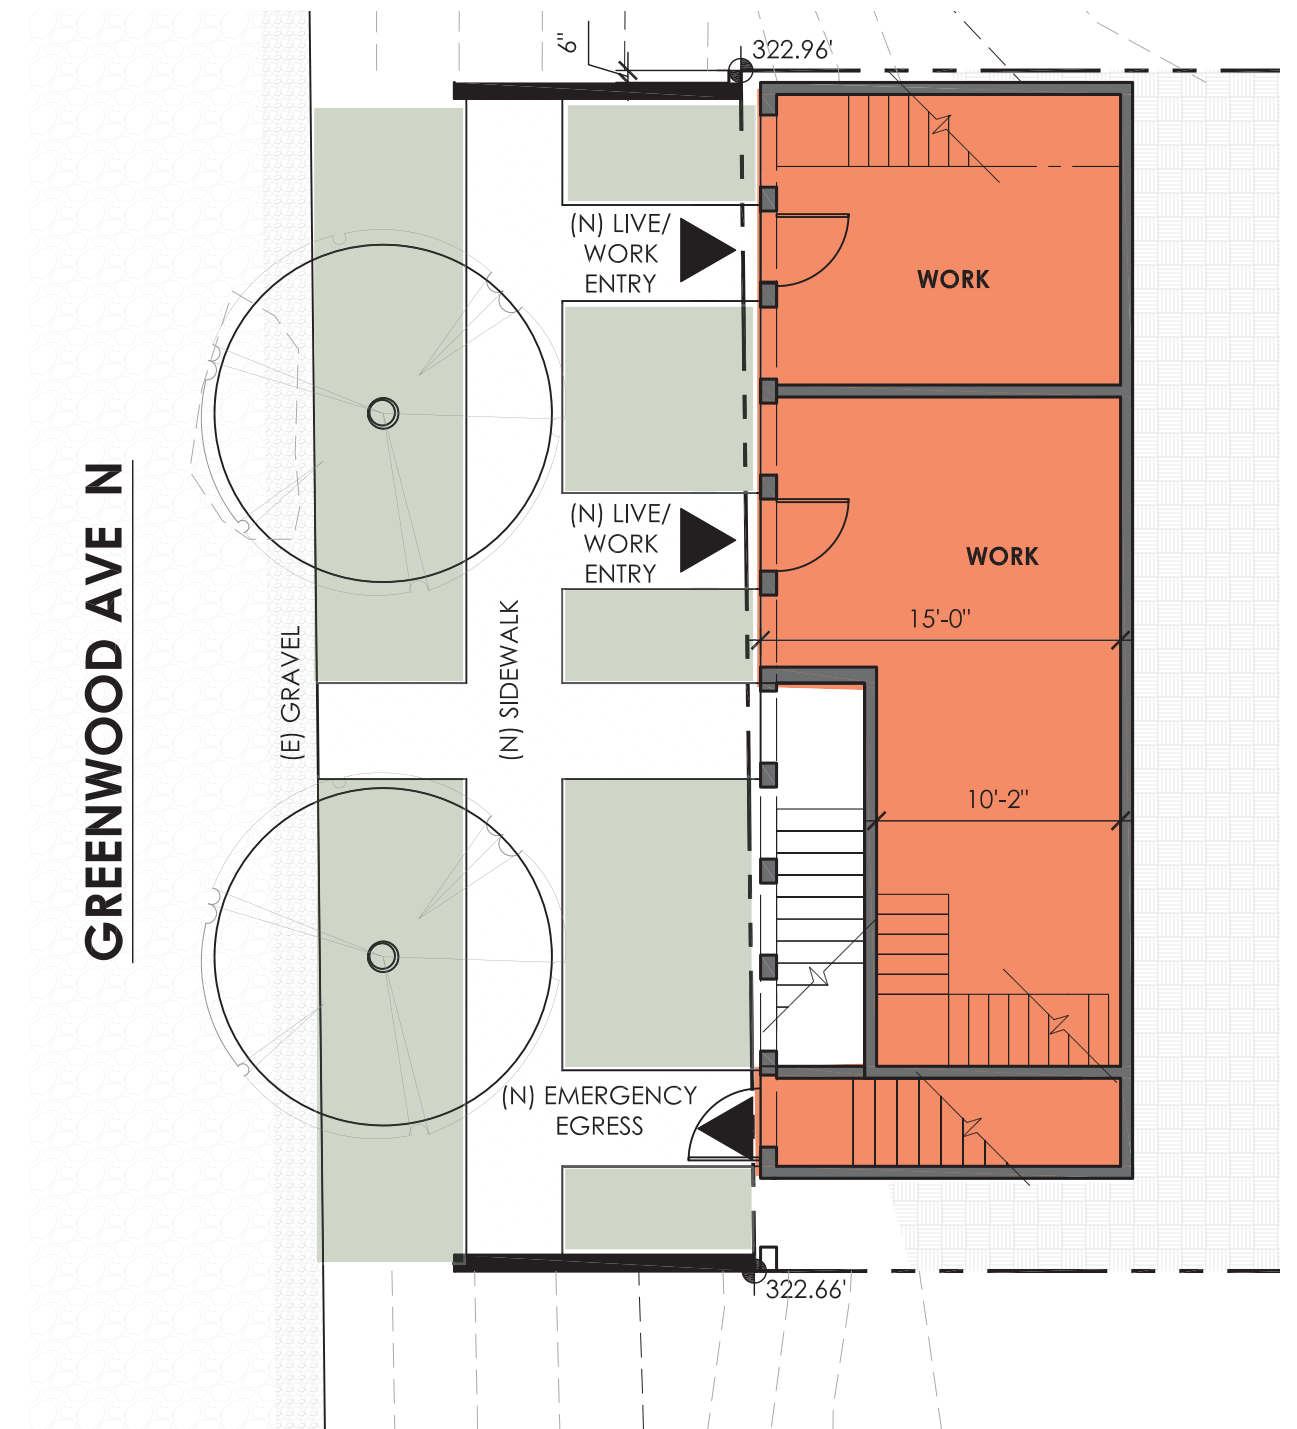 6"
322.96'
(N) LIVE/
WORK
ENTRY
WORK
(N) LIVE/
WORK
ENTRY
WORK
15'-0"
GREENWOOD AVE N
(E) GRAVEL
(N) SIDEWALK
10'-2"
(N) EMERGENCY
EGRESS
322.66'